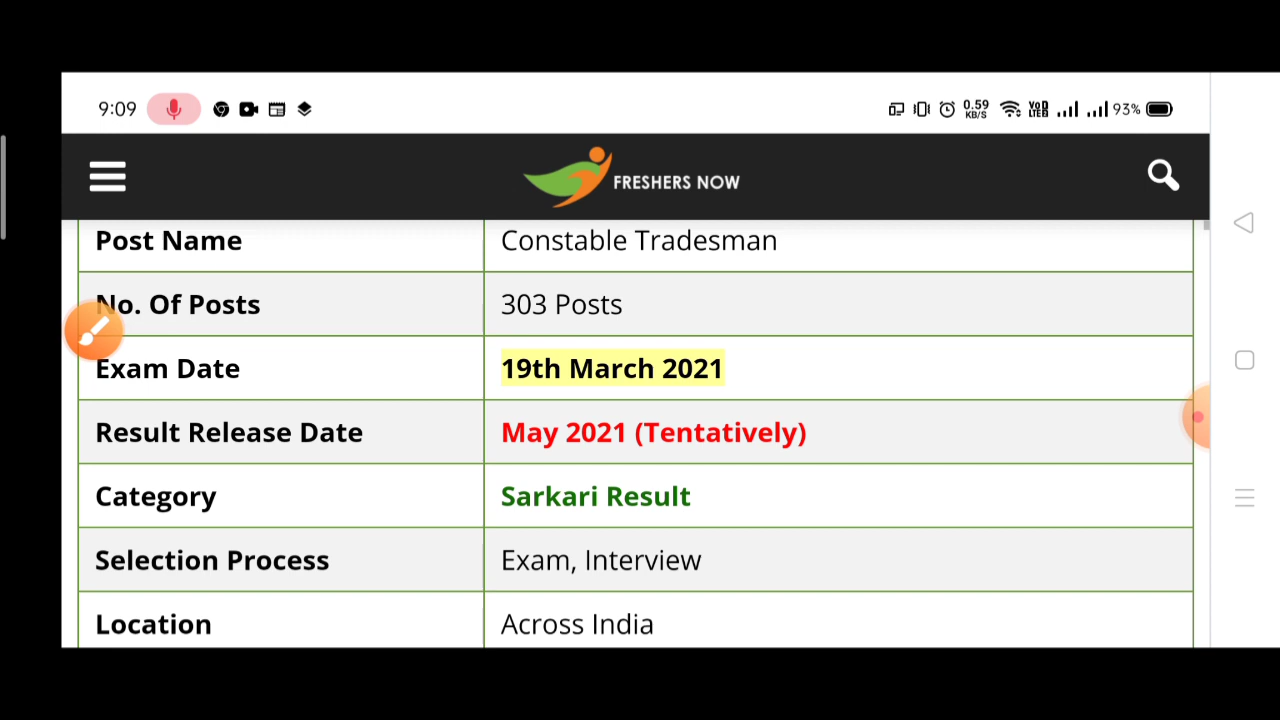 9:09 0.59 KB/S VoD LTE2 93%
FRESHERS NOW
Post Name Constable Tradesman
No. Of Posts 303 Posts
Exam Date 19th March 2021
Result Release Date May 2021 (Tentatively)
Category Sarkari Result
Selection Process Exam, Interview
Location Across India